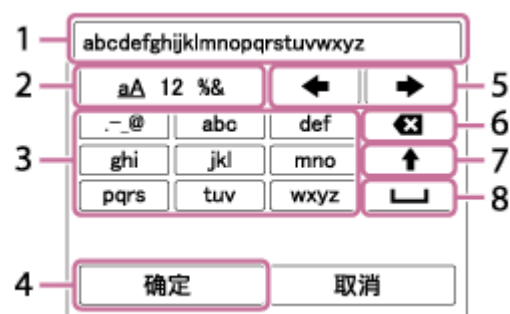 1 abcdefghijklmnopqrstuvwxyz
2 aA 12 %& 5
.-_@ abc def 6
3 ghi jkl mno 7
pqrs tuv wxyz 8
4 确定 取消